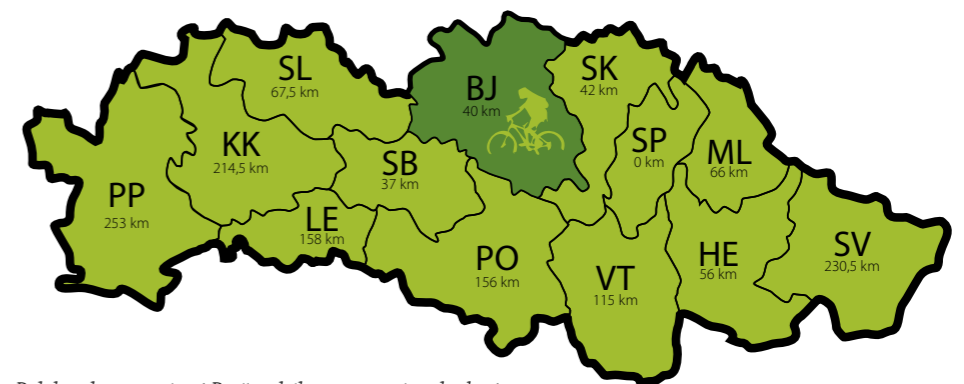 SL
67,5 km
BJ
40 km
SK
42 km
KK
214,5 km
SB
37 km
SP
0 km
ML
66 km
PP
253 km
LE
158 km
PO
156 km
VT
115 km
HE
56 km
SV
230,5 km